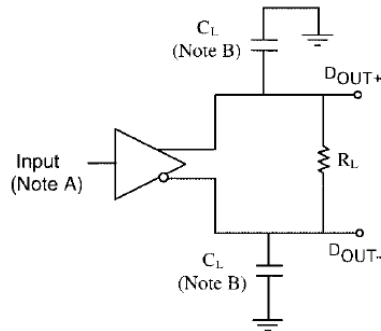 CL
(Note B)
DOUT+
Input
(Note A)
RL
DOUT-
CL
(Note B)